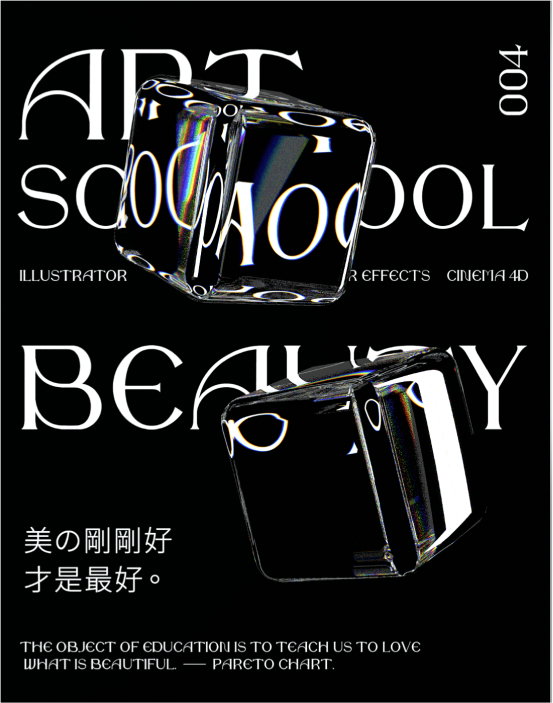 ART
004
SCHOOL
ILLUSTRATOR R EFFECTS CINEMA 4D
BEAUTY
美の剛剛好
才是最好。
THE OBJECT OF EDUCATION IS TO TEACH US TO LOVE
WHAT IS BEAUTIFUL. — PARETO CHART.